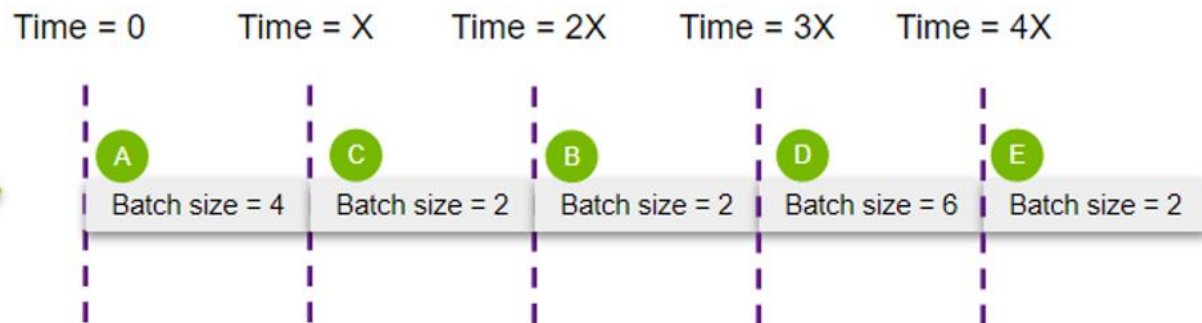 Time = 0 Time = X Time = 2X Time = 3X Time = 4X
A C B D E
Batch size = 4 Batch size = 2 Batch size = 2 Batch size = 6 Batch size = 2